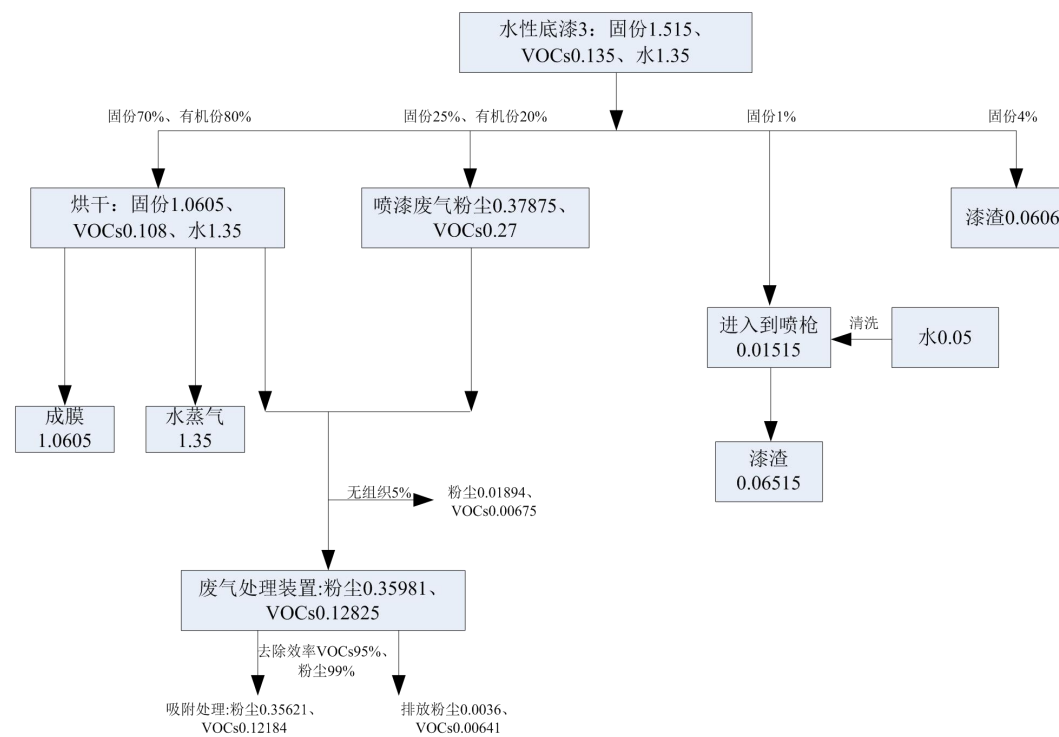 水性底漆3：固份1.515、
VOCs0.135、水1.35
固份70%、有机份80%
固份25%、有机份20%
固份1%
固份4%
烘干：固份1.0605、
VOCs0.108、水1.35
喷漆废气粉尘0.37875、
VOCs0.27
漆渣0.0606
进入到喷枪
0.01515
清洗
水0.05
成膜
1.0605
水蒸气
1.35
漆渣
0.06515
无组织5%
粉尘0.01894、
VOCs0.00675
废气处理装置:粉尘0.35981、
VOCs0.12825
去除效率VOCs95%、
粉尘99%
吸附处理:粉尘0.35621、
VOCs0.12184
排放粉尘0.0036、
VOCs0.00641